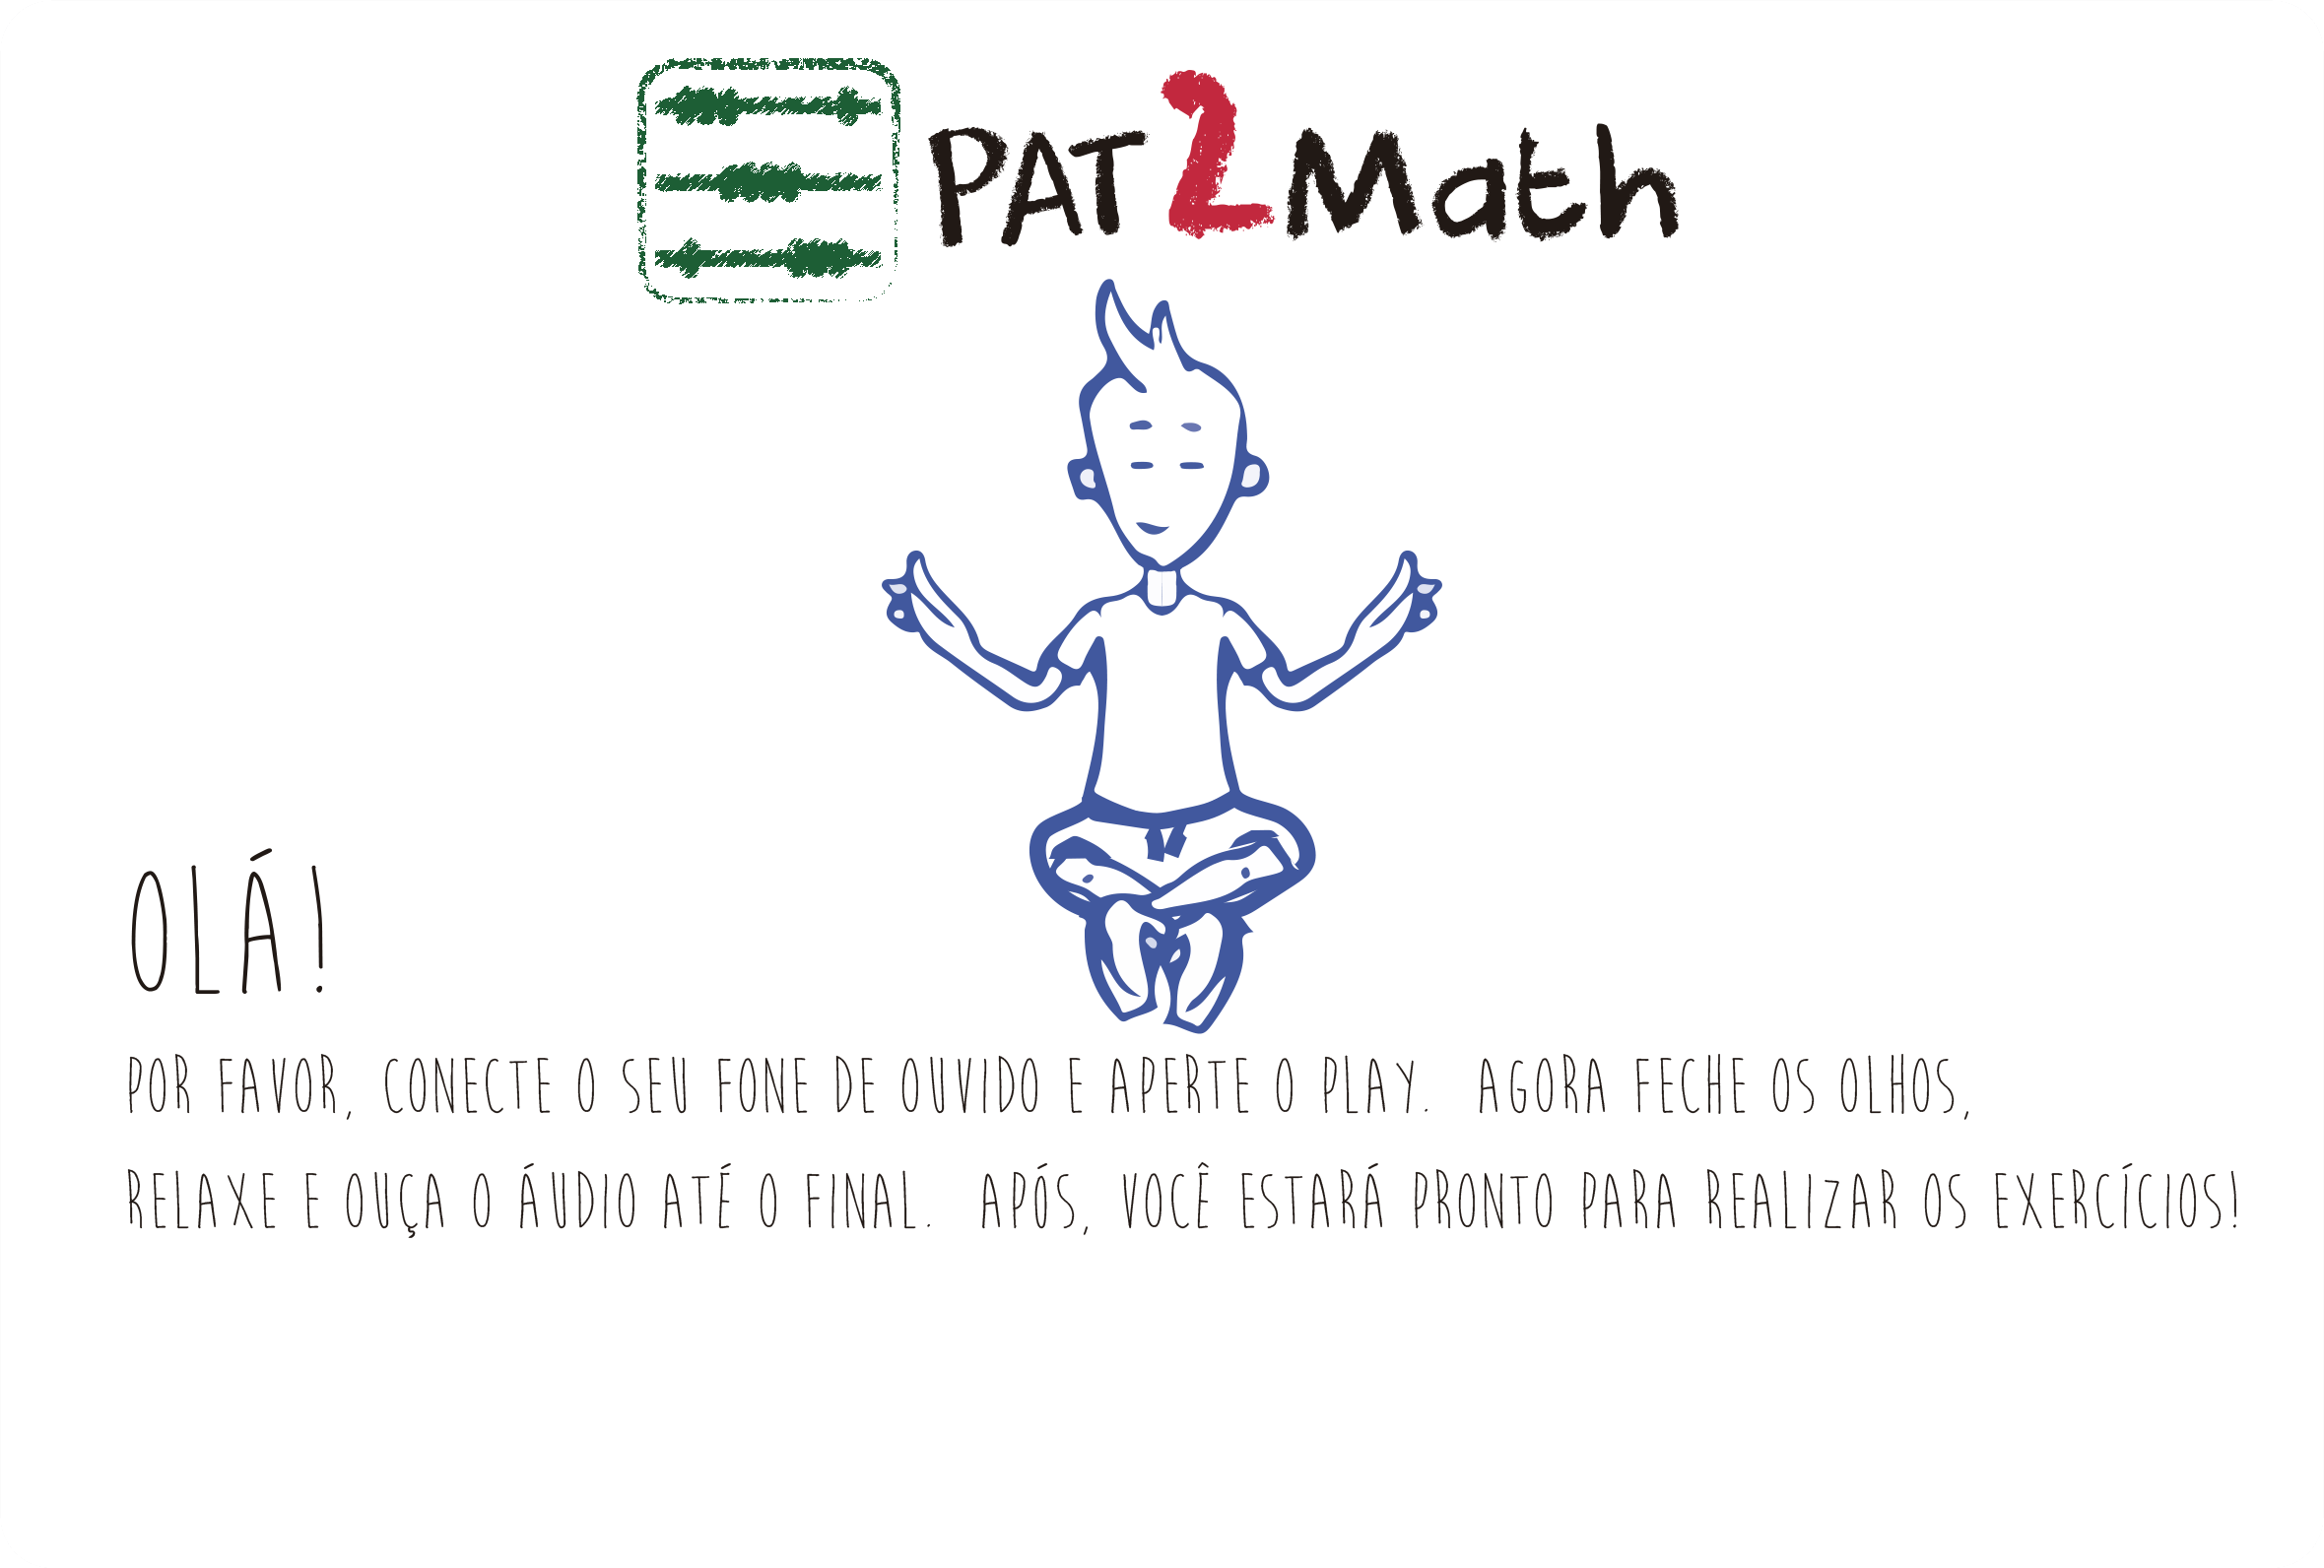 PAT2Math
OLÁ!
POR FAVOR, CONECTE O SEU FONE DE OUVIDO E APERTE O PLAY. AGORA FECHE OS OLHOS,
RELAXE E OUÇA O ÁUDIO ATÉ O FINAL. APÓS, VOCÊ ESTARÁ PRONTO PARA REALIZAR OS EXERCÍCIOS!